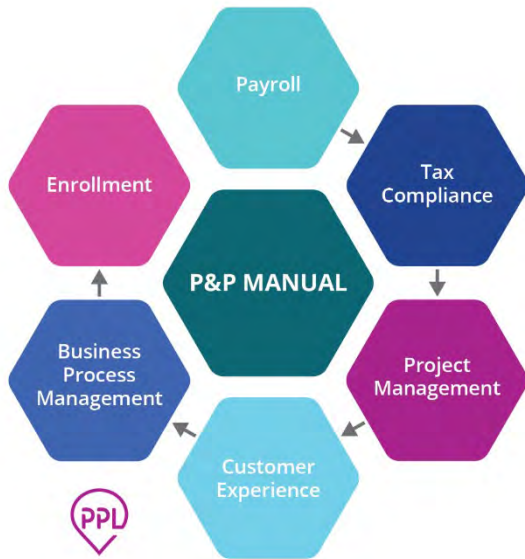 Payroll
Tax
Compliance
Project
Management
Customer
Experience
Business
Process
Management
Enrollment
P&P MANUAL
PPL